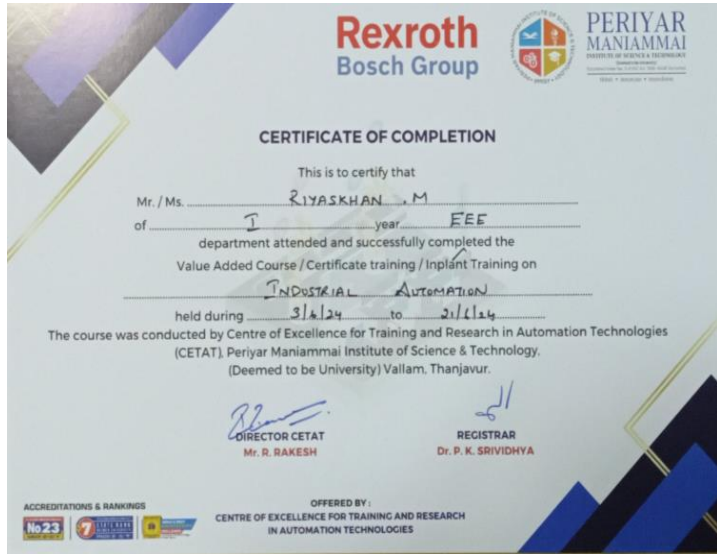 Rexroth
Bosch Group
PERIYAR
MANIAMMAI
INSTITUTE OF SCIENCE & TECHNOLOGY
CERTIFICATE OF COMPLETION
This is to certify that
Mr. / Ms. RIYASKHAN .M
of I year EEE
department attended and successfully completed the
Value Added Course / Certificate training / Inplant Training on
INDUSTRIAL AUTOMATION
held during 3/6/24 to 21/6/24
The course was conducted by Centre of Excellence for Training and Research in Automation Technologies
(CETAT), Periyar Maniammai Institute of Science & Technology,
(Deemed to be University) Vallam, Thanjavur.
DIRECTOR CETAT
Mr. R. RAKESH
REGISTRAR
Dr. P. K. SRIVIDHYA
ACCREDITATIONS & RANKINGS
No.23
7
OFFERED BY :
CENTRE OF EXCELLENCE FOR TRAINING AND RESEARCH
IN AUTOMATION TECHNOLOGIES